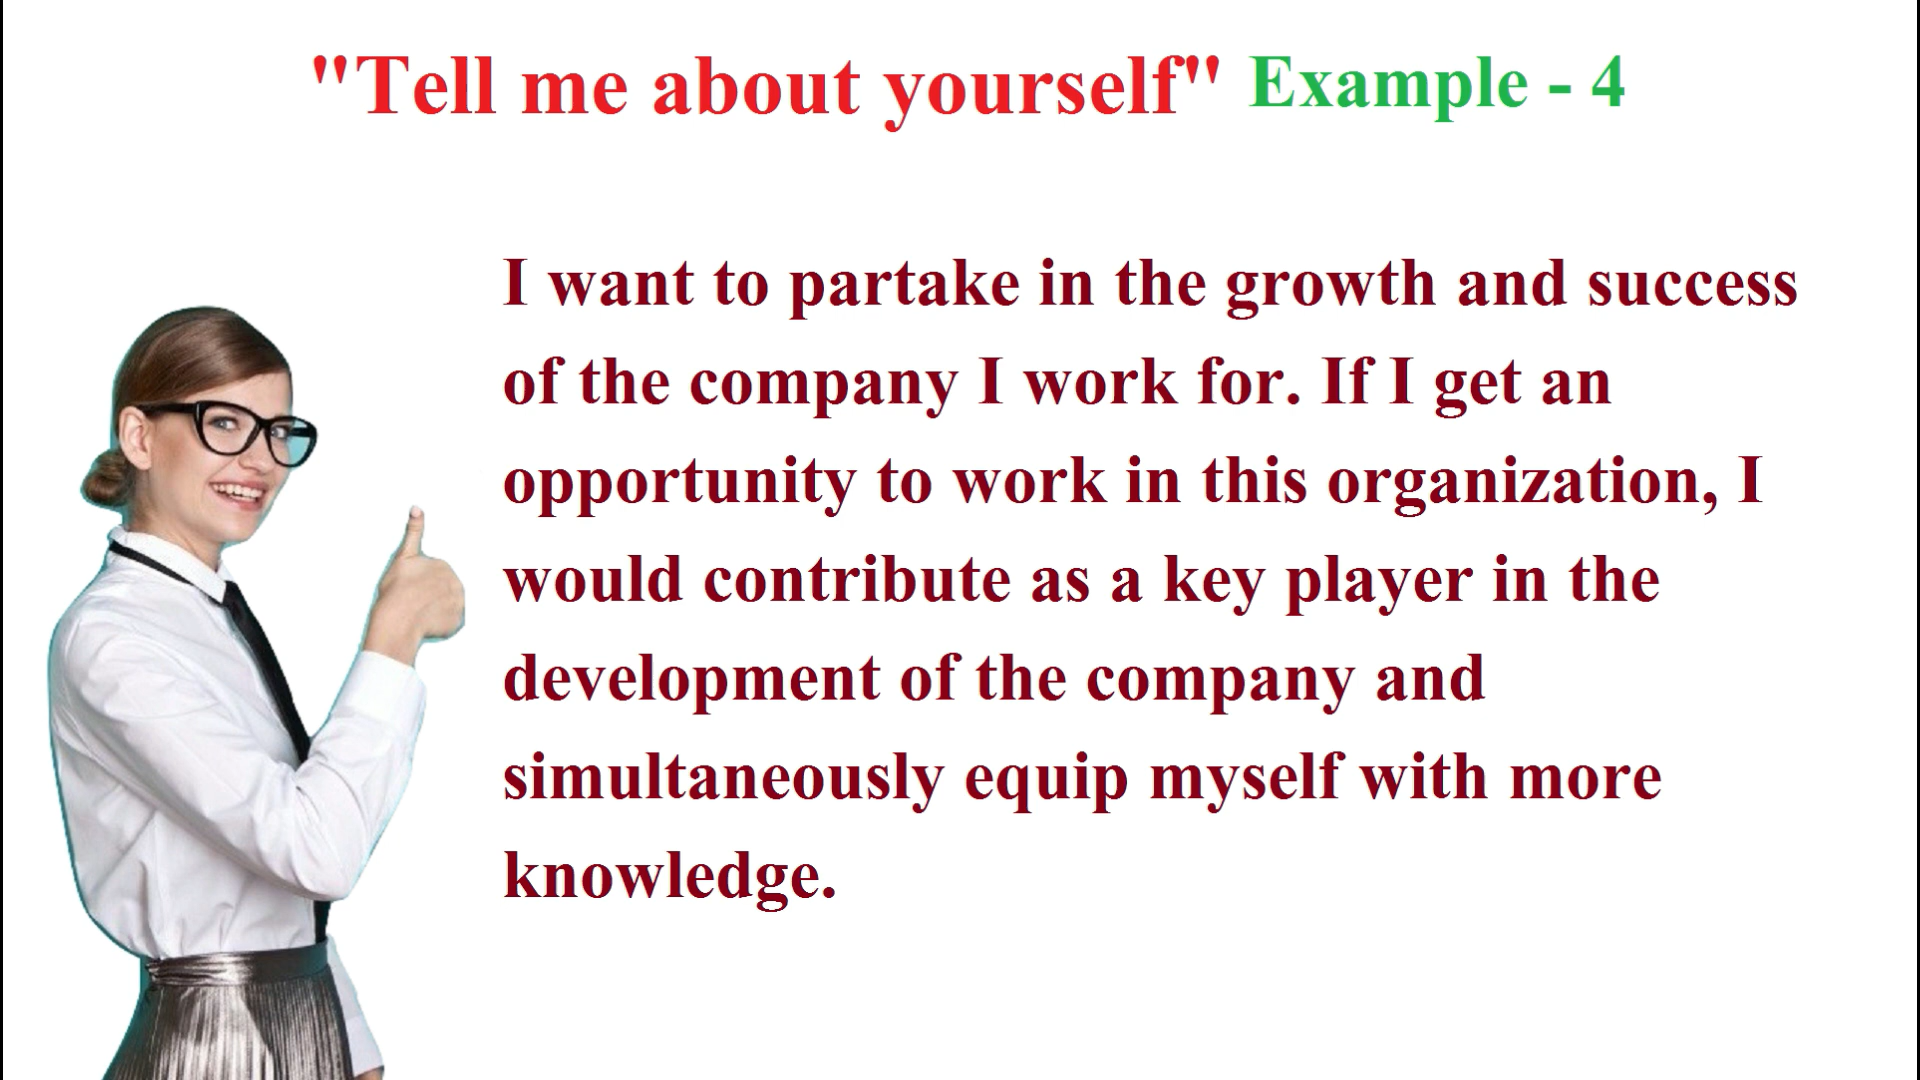 "Tell me about yourself" Example - 4
I want to partake in the growth and success
of the company I work for. If I get an
opportunity to work in this organization, I
would contribute as a key player in the
development of the company and
simultaneously equip myself with more
knowledge.